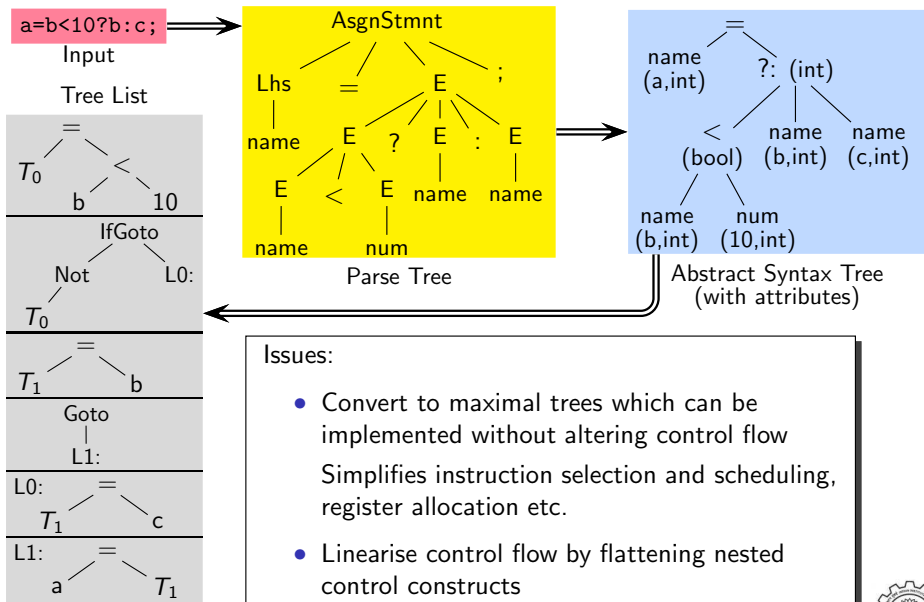 a=b<10?b:c;
Input
AsgnStmnt
Lhs = E ;
name E ? E : E
E < E name name
name num
Parse Tree
=
name
(a,int)
?: (int)
<
(bool)
name
(b,int)
name
(c,int)
name
(b,int)
num
(10,int)
Abstract Syntax Tree
(with attributes)
Tree List
=
T0 <
b 10
IfGoto
Not L0:
T0
=
T1 b
Goto
L1:
L0: =
T1 c
L1: =
a T1
Issues:
• Convert to maximal trees which can be
implemented without altering control flow
Simplifies instruction selection and scheduling,
register allocation etc.
• Linearise control flow by flattening nested
control constructs